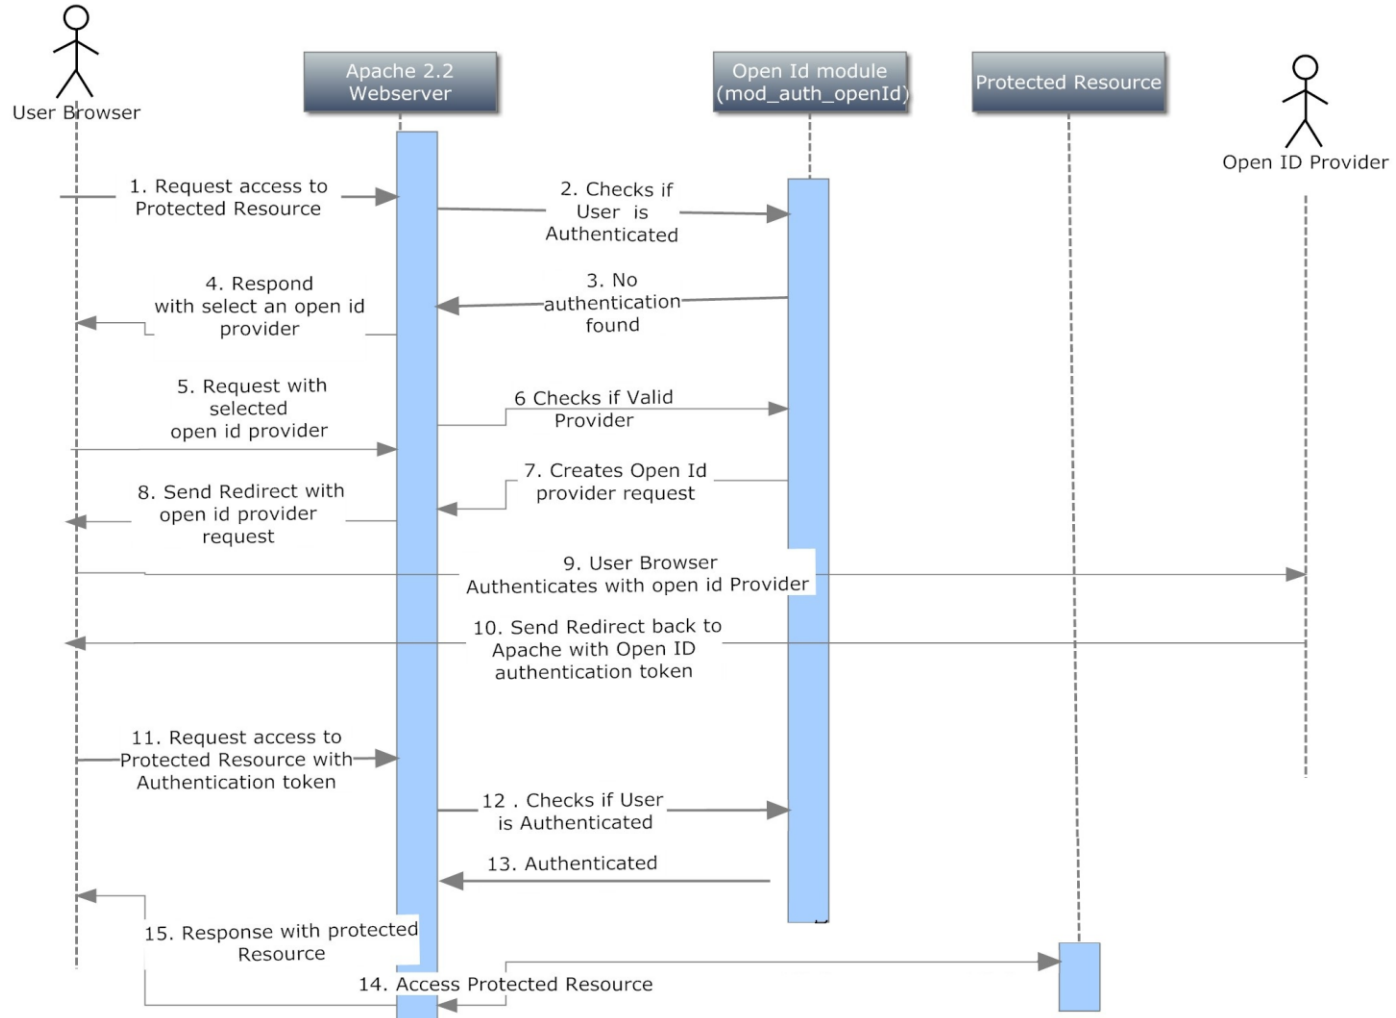 User Browser
Apache 2.2
Webserver
Open Id module
(mod_auth_openId)
Protected Resource
Open ID Provider
1. Request access to
Protected Resource
2. Checks if
User is
Authenticated
3. No
authentication
found
4. Respond
with select an open id
provider
5. Request with
selected
open id provider
6 Checks if Valid
Provider
7. Creates Open Id
provider request
8. Send Redirect with
open id provider
request
9. User Browser
Authenticates with open id Provider
10. Send Redirect back to
Apache with Open ID
authentication token
11. Request access to
Protected Resource with
Authentication token
12 . Checks if User
is Authenticated
13. Authenticated
15. Response with protected
Resource
14. Access Protected Resource